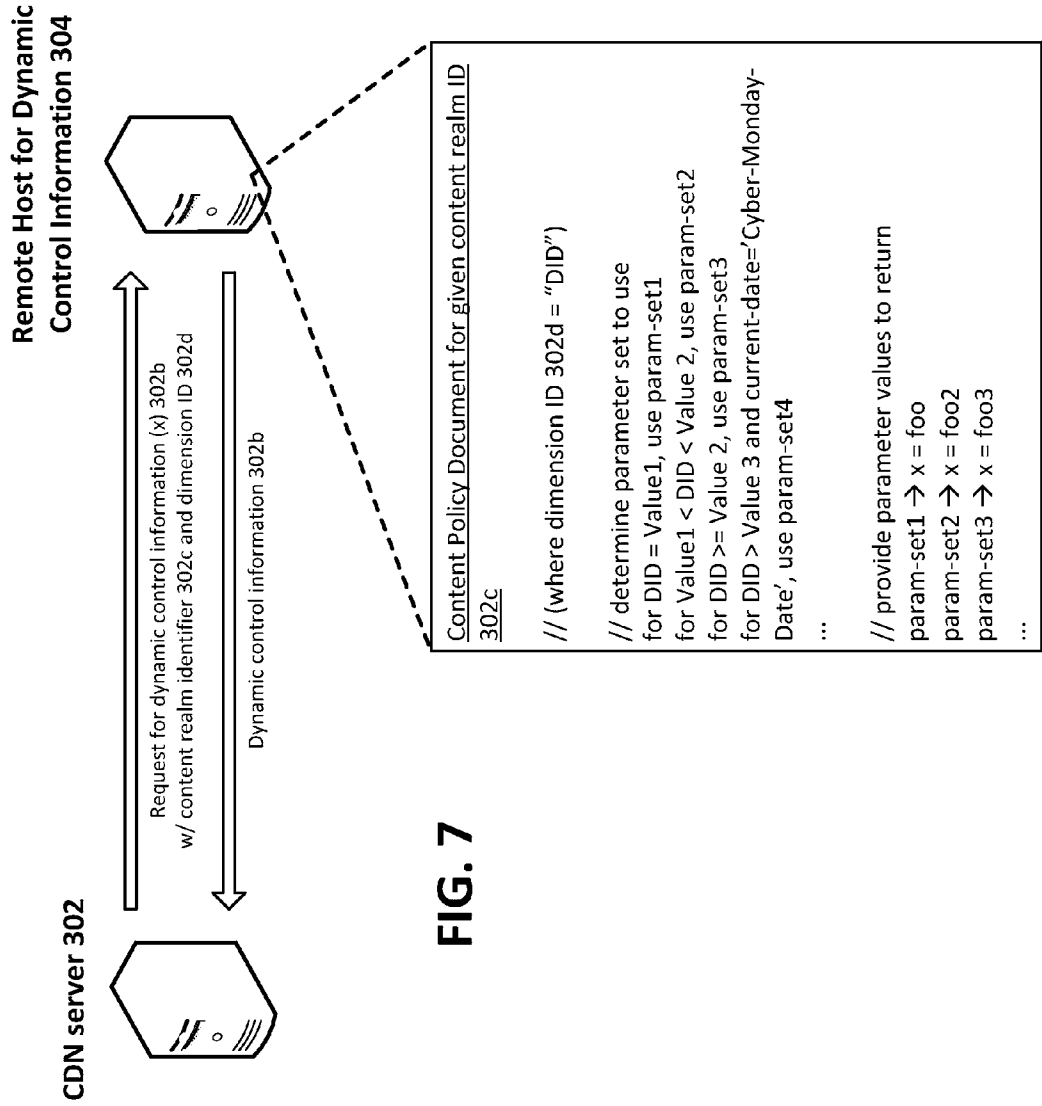 Remote Host for Dynamic
Control Information 304
CDN server 302
Request for dynamic control information (x) 302b
w/ content realm identifier 302c and dimension ID 302d
Dynamic control information 302b
Content Policy Document for given content realm ID
302c
// (where dimension ID 302d = “DID”)
// determine parameter set to use
for DID = Value1, use param-set1
for Value1 < DID < Value 2, use param-set2
for DID >= Value 2, use param-set3
for DID > Value 3 and current-date=‘Cyber-Monday-
Date’, use param-set4
...
// provide parameter values to return
param-set1 → x = foo
param-set2 → x = foo2
param-set3 → x = foo3
...
FIG. 7